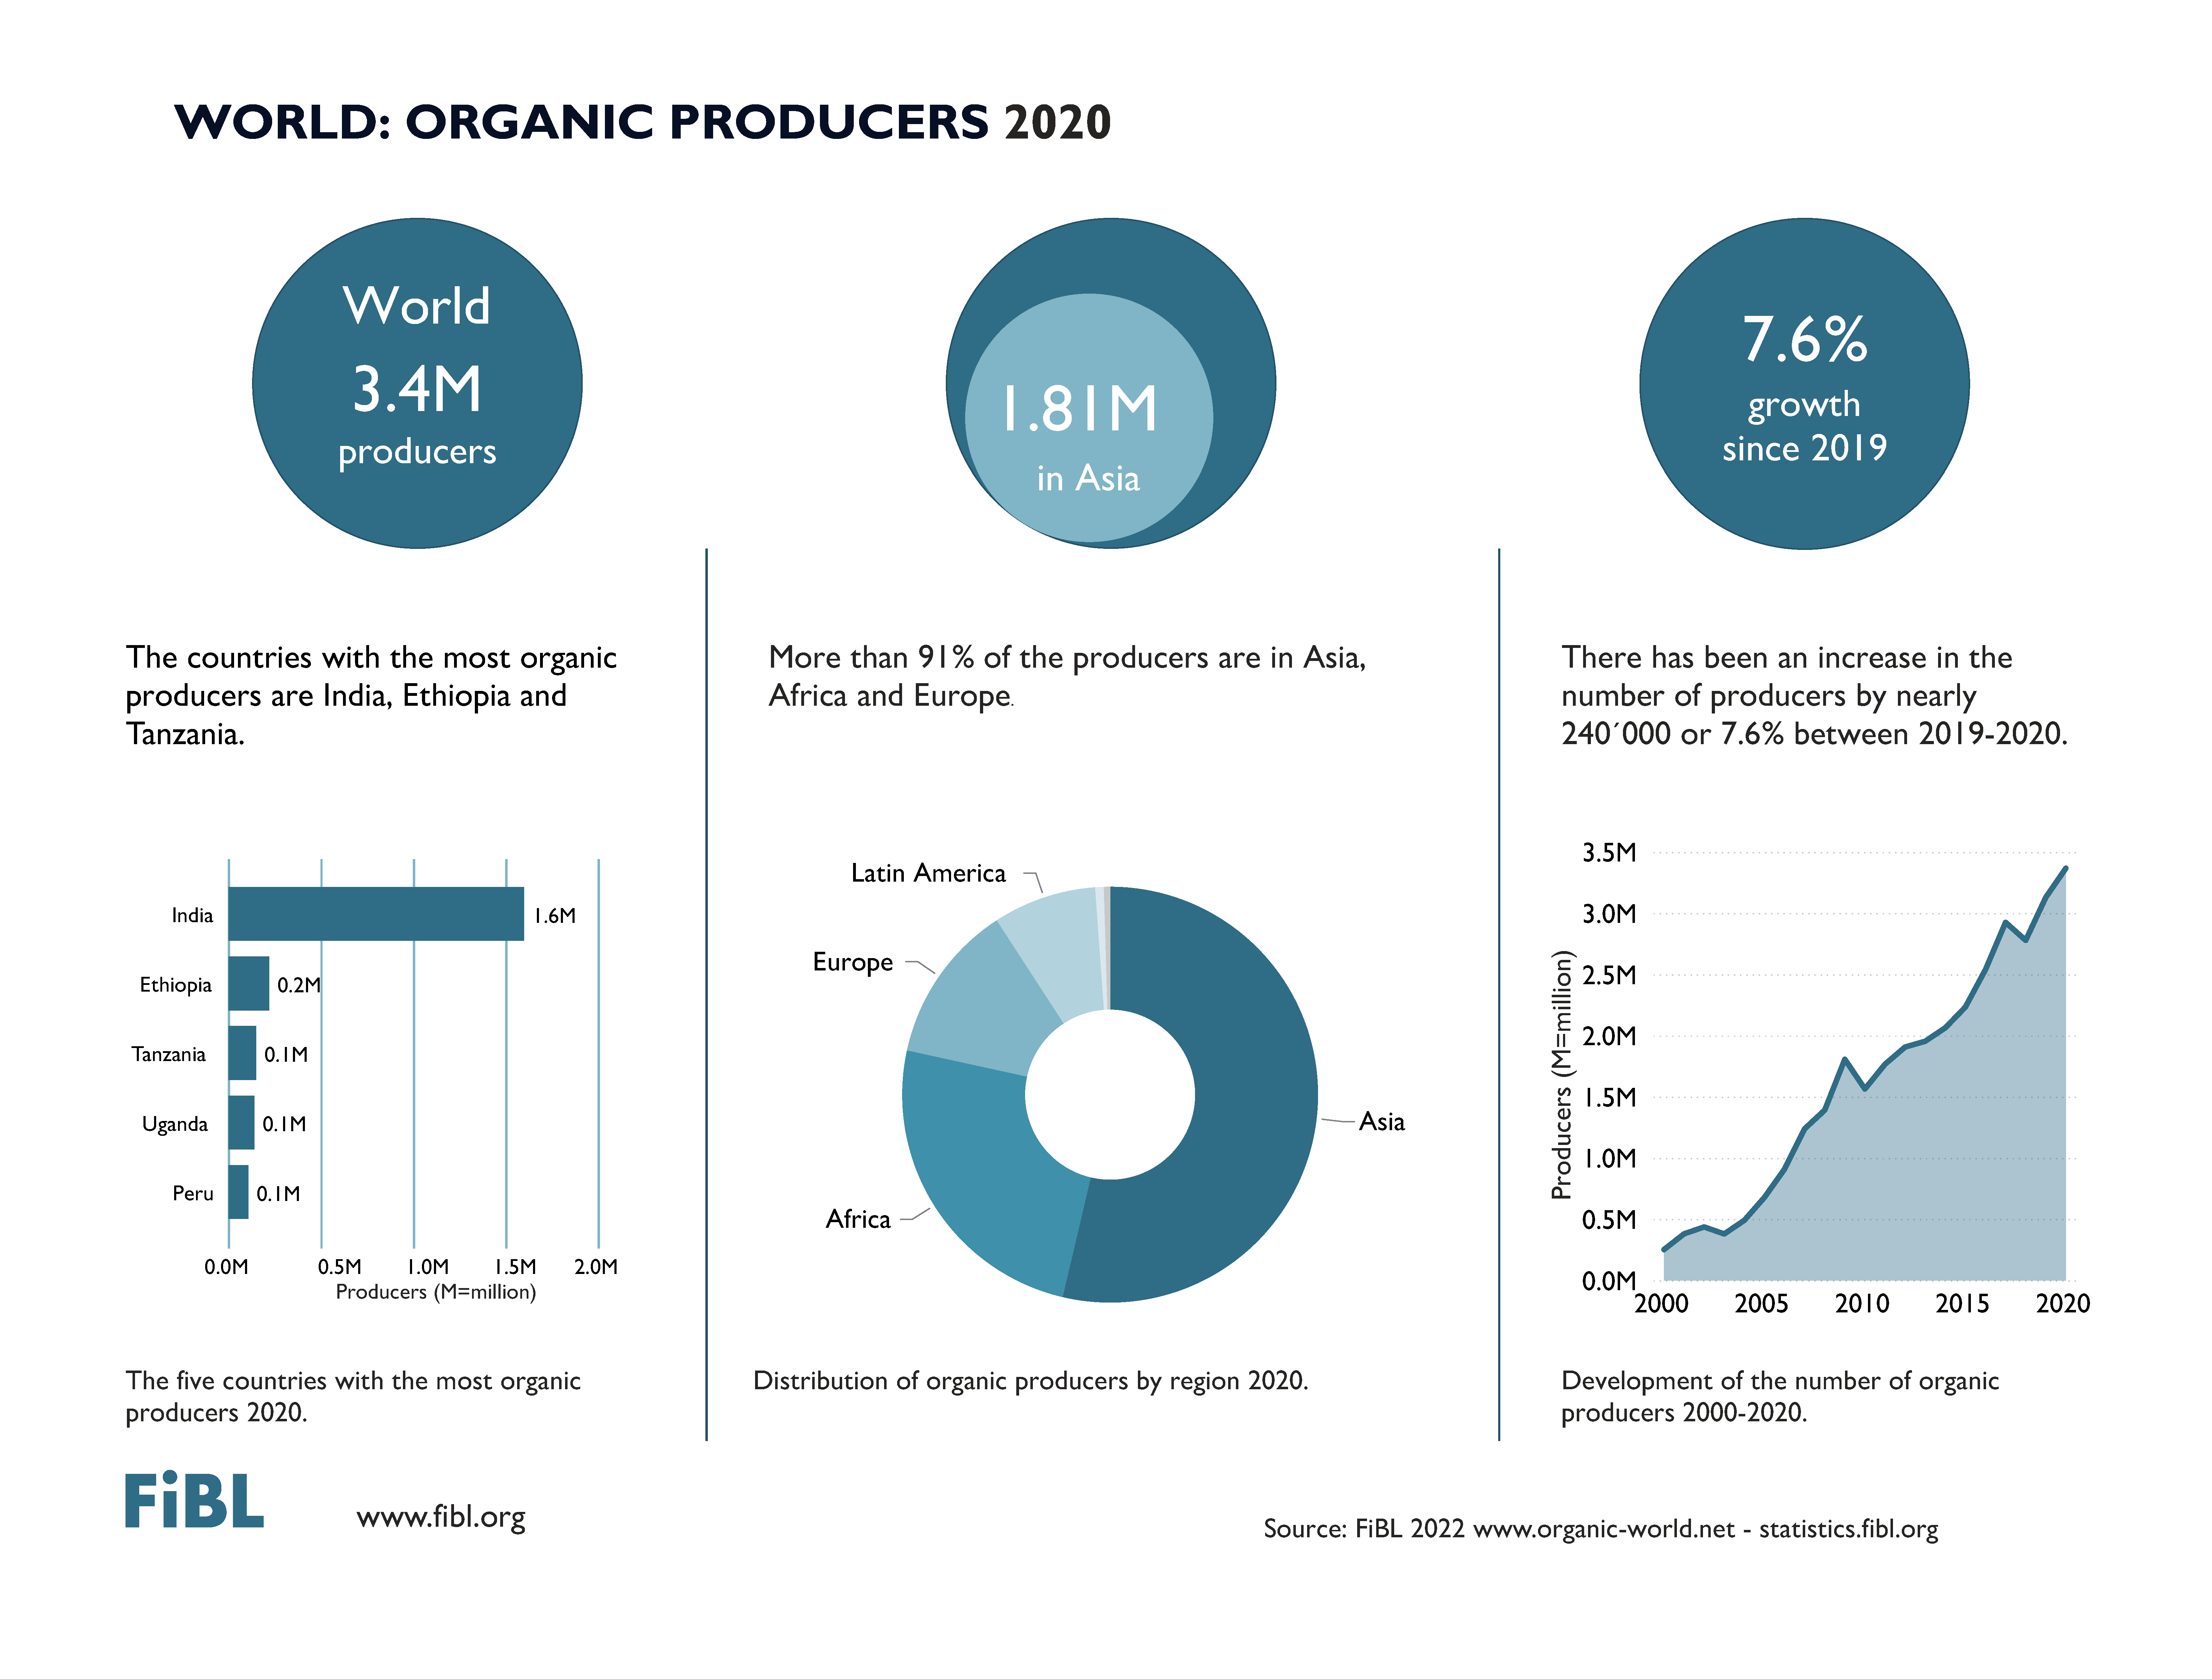 WORLD: ORGANIC PRODUCERS 2020
World
3.4M
producers
1.81M
in Asia
7.6%
growth
since 2019
The countries with the most organic
producers are India, Ethiopia and
Tanzania.
India
1.6M
Ethiopia
0.2M
Tanzania
0.1M
Uganda
0.1M
Peru
0.1M
0.0M 0.5M 1.0M 1.5M 2.0M
Producers (M=million)
The five countries with the most organic
producers 2020.
More than 91% of the producers are in Asia,
Africa and Europe.
Latin America
Europe
Asia
Africa
Distribution of organic producers by region 2020.
There has been an increase in the
number of producers by nearly
240´000 or 7.6% between 2019-2020.
Producers (M=million)
3.5M
3.0M
2.5M
2.0M
1.5M
1.0M
0.5M
0.0M
2000 2005 2010 2015 2020
Development of the number of organic
producers 2000-2020.
FiBL
www.fibl.org
Source: FiBL 2022 www.organic-world.net - statistics.fibl.org